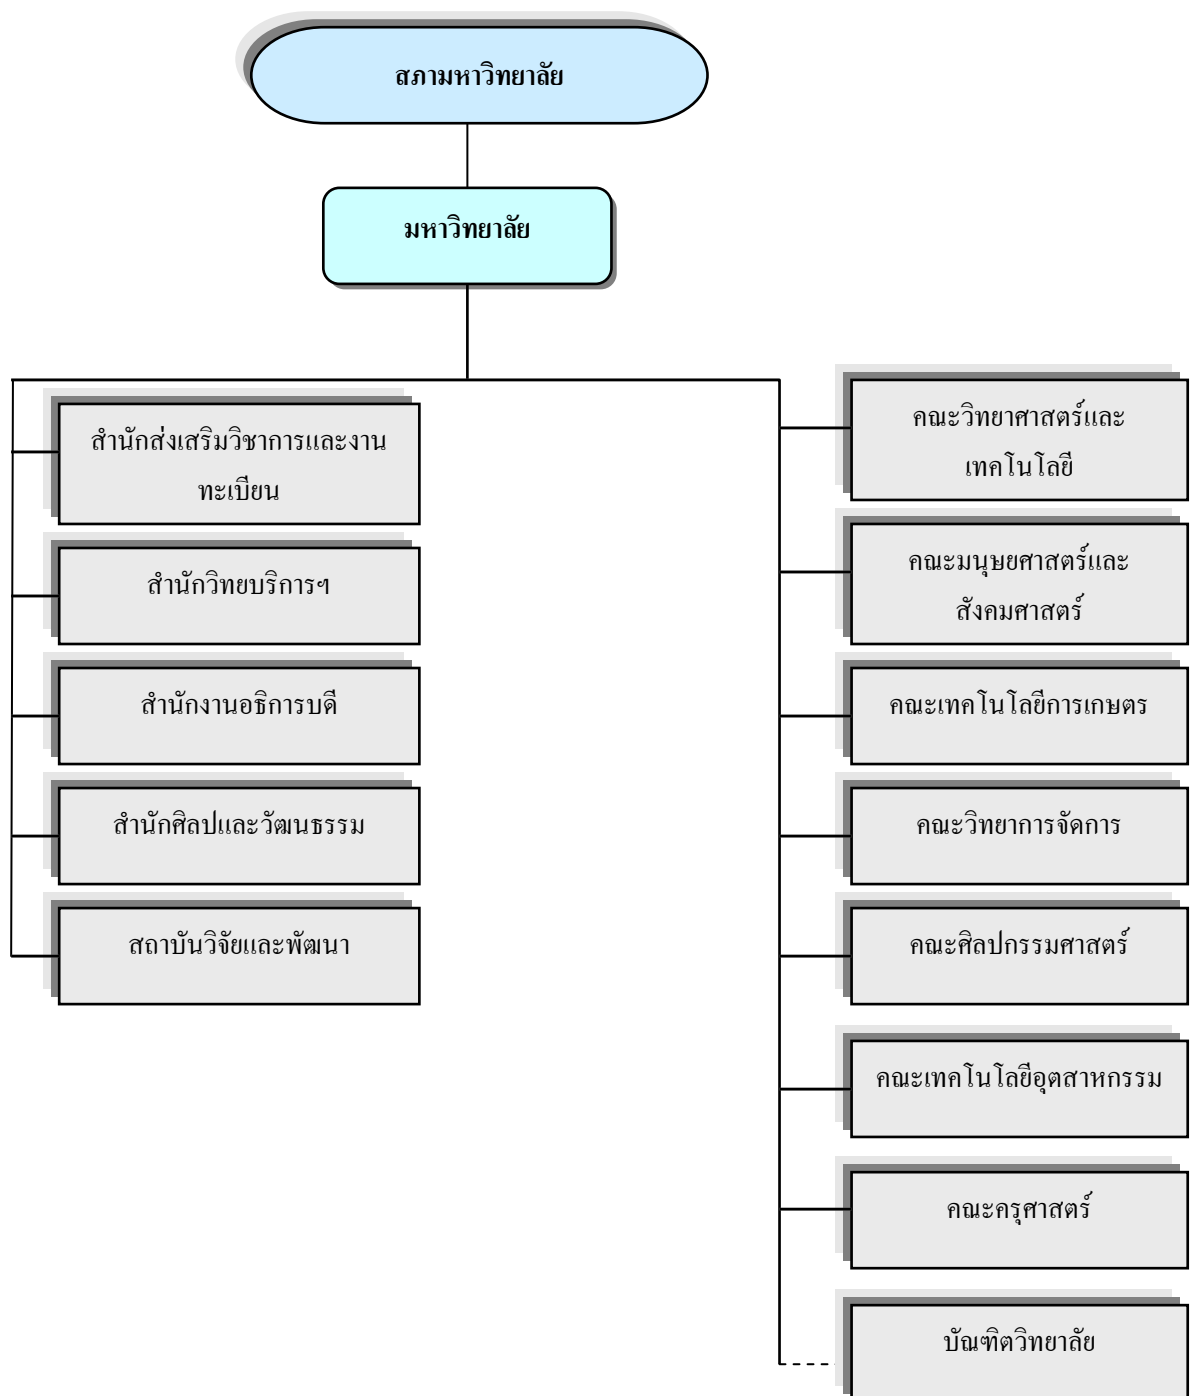 สภามหาวิทยาลัย
มหาวิทยาลัย
สำนักส่งเสริมวิชาการและงาน
ทะเบียน
สำนักวิทยบริการฯ
สำนักงานอธิการบดี
สำนักศิลปและวัฒนธรรม
สถาบันวิจัยและพัฒนา
คณะวิทยาศาสตร์และ
เทคโนโลยี
คณะมนุษยศาสตร์และ
สังคมศาสตร์
คณะเทคโนโลยีการเกษตร
คณะวิทยาการจัดการ
คณะศิลปกรรมศาสตร์
คณะเทคโนโลยีอุตสาหกรรม
คณะครุศาสตร์
บัณฑิตวิทยาลัย